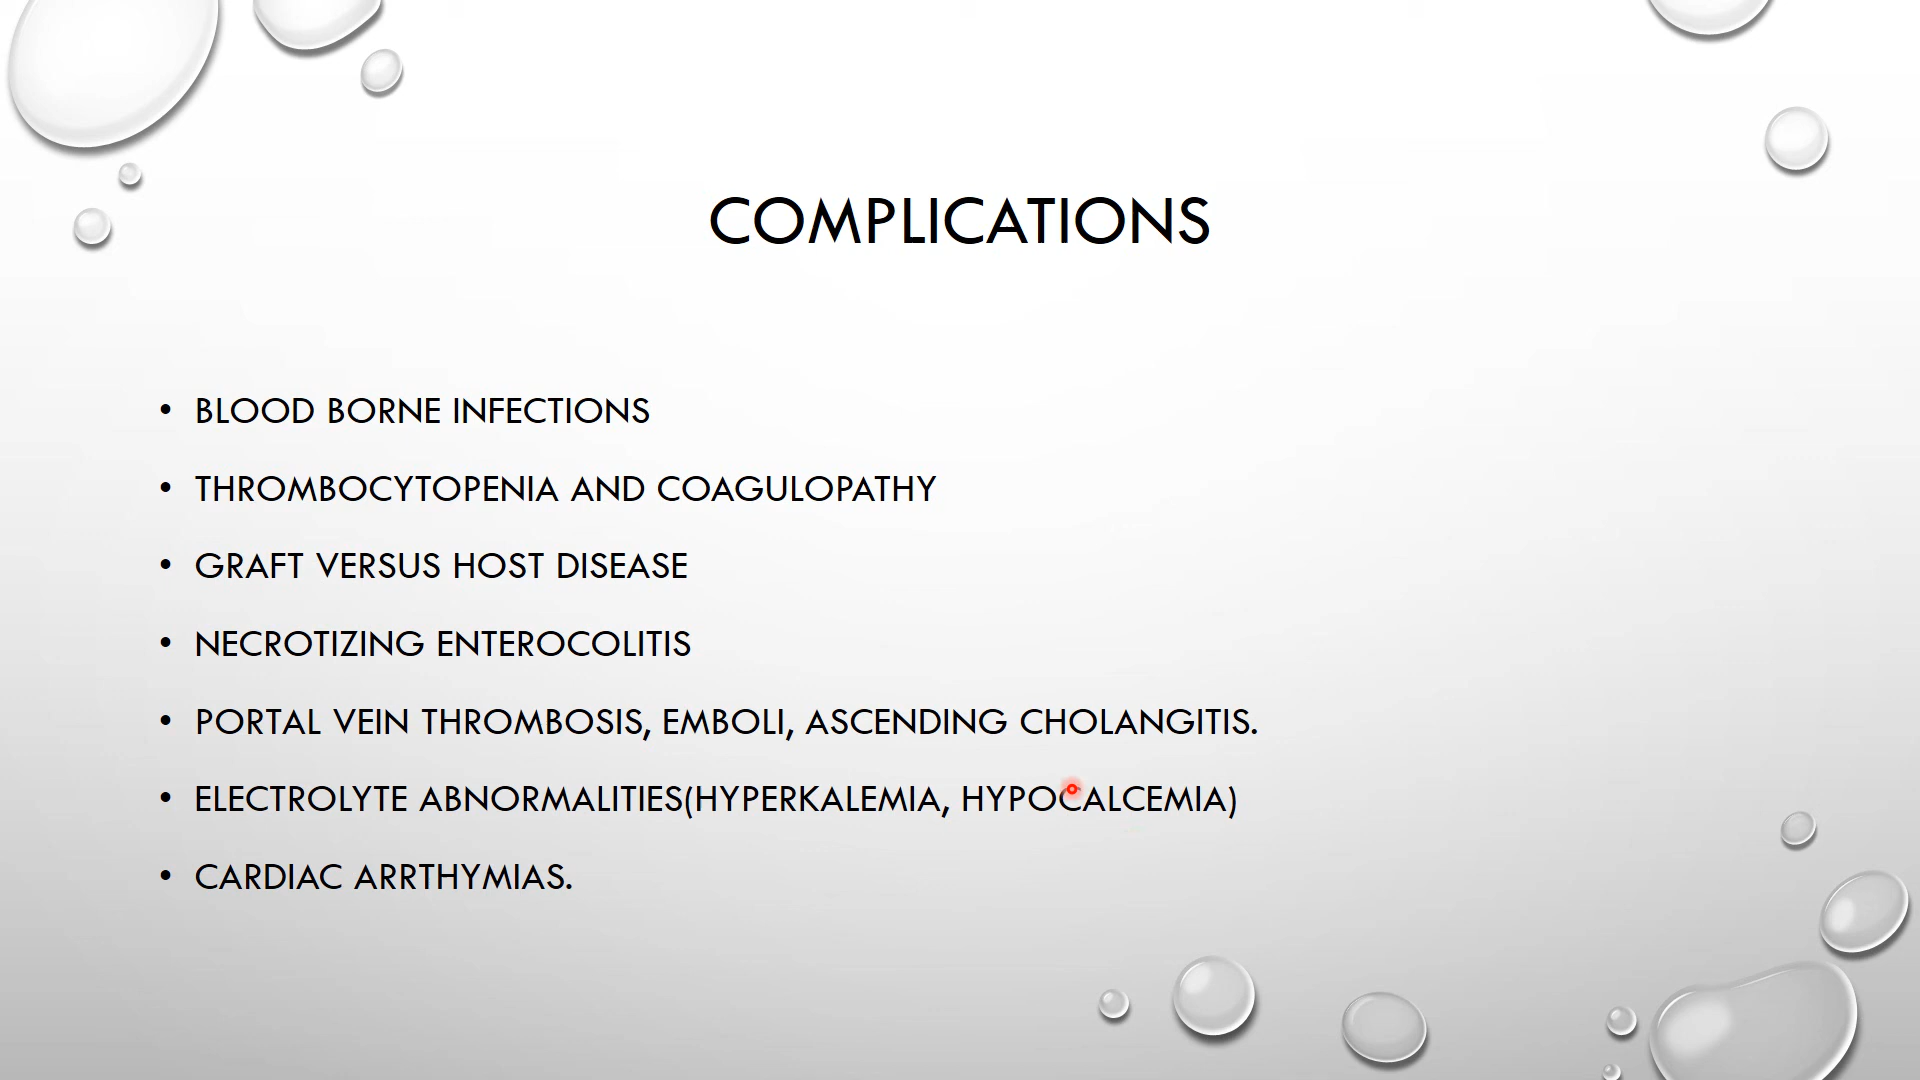 COMPLICATIONS
• BLOOD BORNE INFECTIONS
• THROMBOCYTOPENIA AND COAGULOPATHY
• GRAFT VERSUS HOST DISEASE
• NECROTIZING ENTEROCOLITIS
• PORTAL VEIN THROMBOSIS, EMBOLI, ASCENDING CHOLANGITIS.
• ELECTROLYTE ABNORMALITIES(HYPERKALEMIA, HYPOCALCEMIA)
• CARDIAC ARRTHYMIAS.